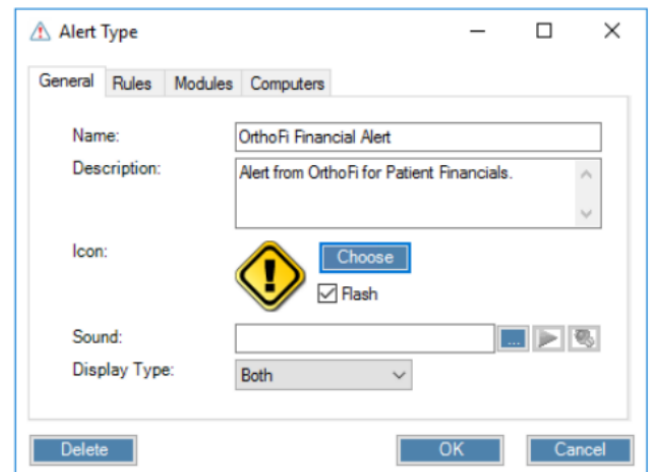 Alert Type
General Rules Modules Computers
Name: OrthoFi Financial Alert
Description: Alert from OrthoFi for Patient Financials.
Icon: Choose
Flash
Sound: ...
Display Type: Both
Delete OK Cancel